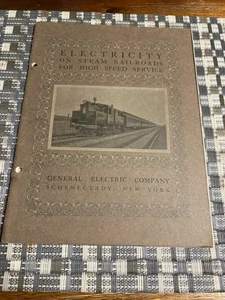 ELECTRICITY
ON STEAM RAILROADS
FOR HIGH SPEED SERVICE
GENERAL ELECTRIC COMPANY
SCHENECTADY, NEW YORK